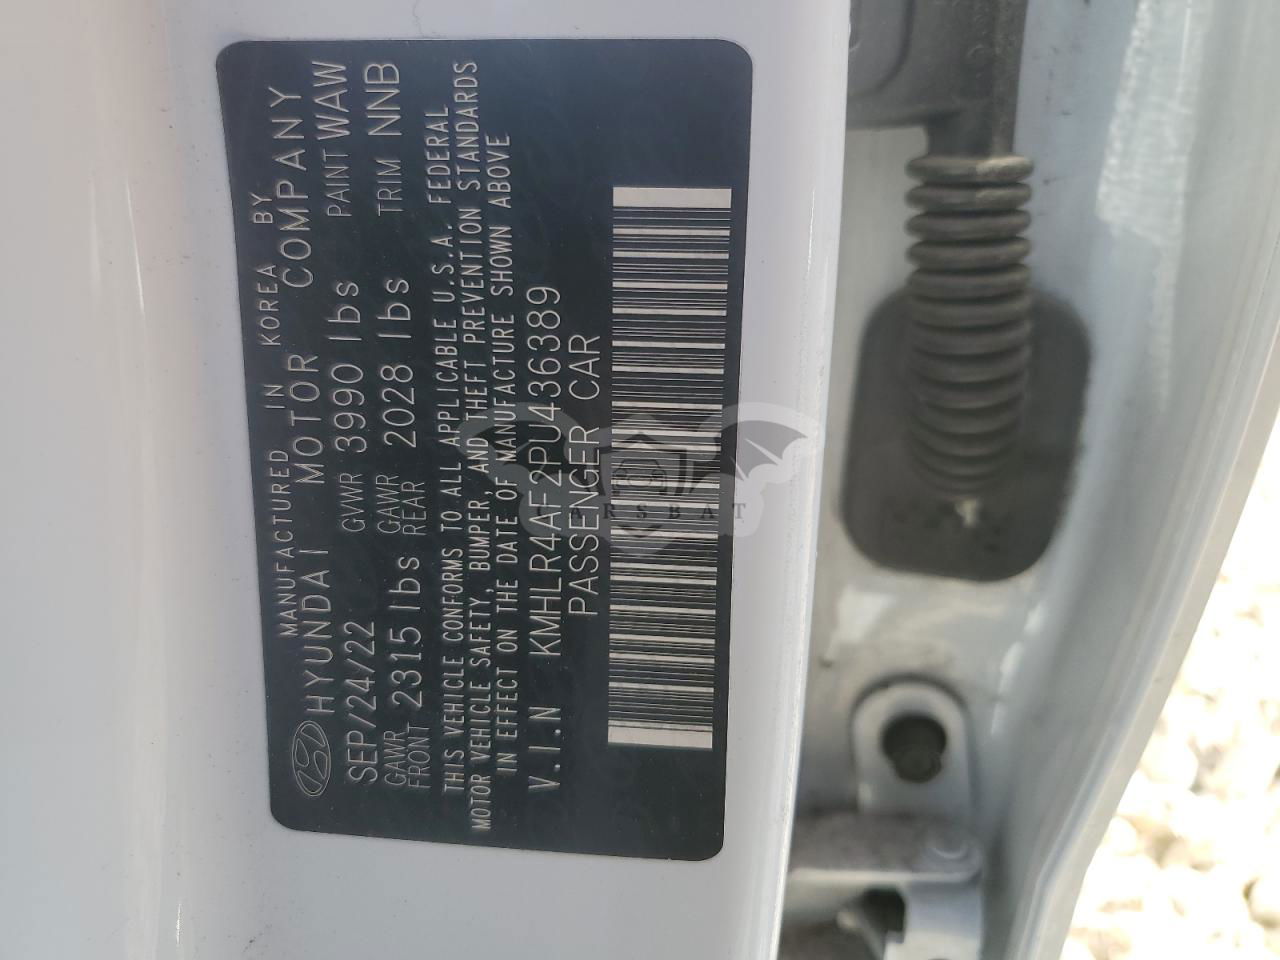 MANUFACTURED IN KOREA BY
HYUNDAI MOTOR COMPANY
SEP/24/22 GVWR 3990 lbs PAINT WAW
GAWR FRONT 2315 lbs GAWR REAR 2028 lbs TRIM NNB
THIS VEHICLE CONFORMS TO ALL APPLICABLE U.S.A. FEDERAL
MOTOR VEHICLE SAFETY, BUMPER, AND THEFT PREVENTION STANDARDS
IN EFFECT ON THE DATE OF MANUFACTURE SHOWN ABOVE
V.I.N KMHLR4AF2PU436389
PASSENGER CAR
CARSBAT